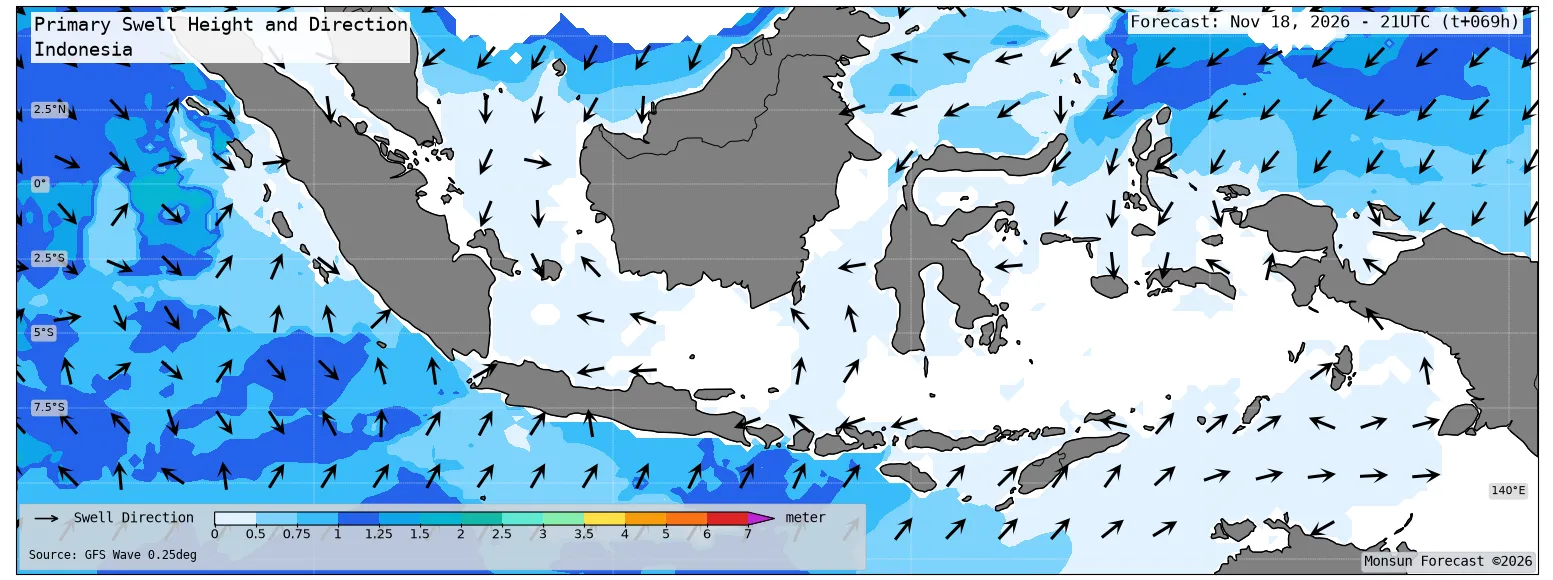 Primary Swell Height and Direction
Indonesia
Forecast: Nov 18, 2026 - 21UTC (t+069h)
2.5°N
0°
2.5°S
5°S
7.5°S
140°E
Swell Direction
0 0.5 0.75 1 1.25 1.5 2 2.5 3 3.5 4 5 6 7
meter
Source: GFS Wave 0.25deg
Monsun Forecast ©2026